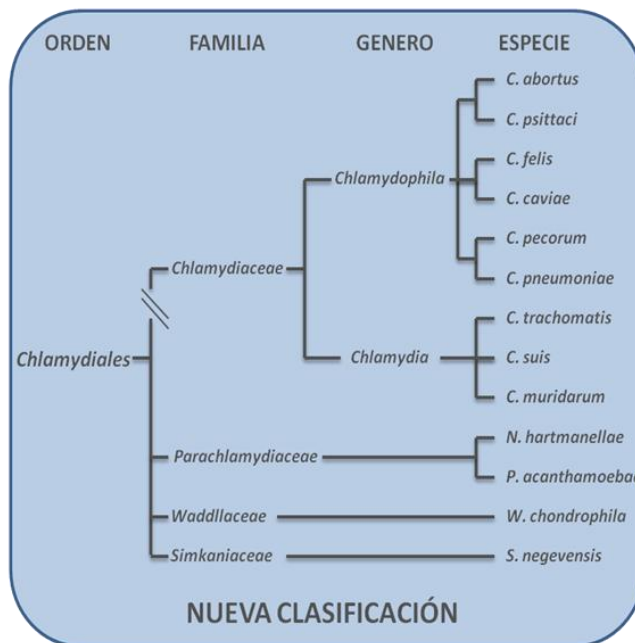 ORDEN FAMILIA GENERO ESPECIE
C. abortus
C. psittaci
C. felis
Chlamydophila
C. caviae
C. pecorum
Chlamydiaceae
C. pneumoniae
C. trachomatis
Chlamydiales
Chlamydia
C. suis
C. muridarum
N. hartmanellae
Parachlamydiaceae
P. acanthamoebae
Waddllaceae
W. chondrophila
Simkaniaceae
S. negevensis
NUEVA CLASIFICACIÓN